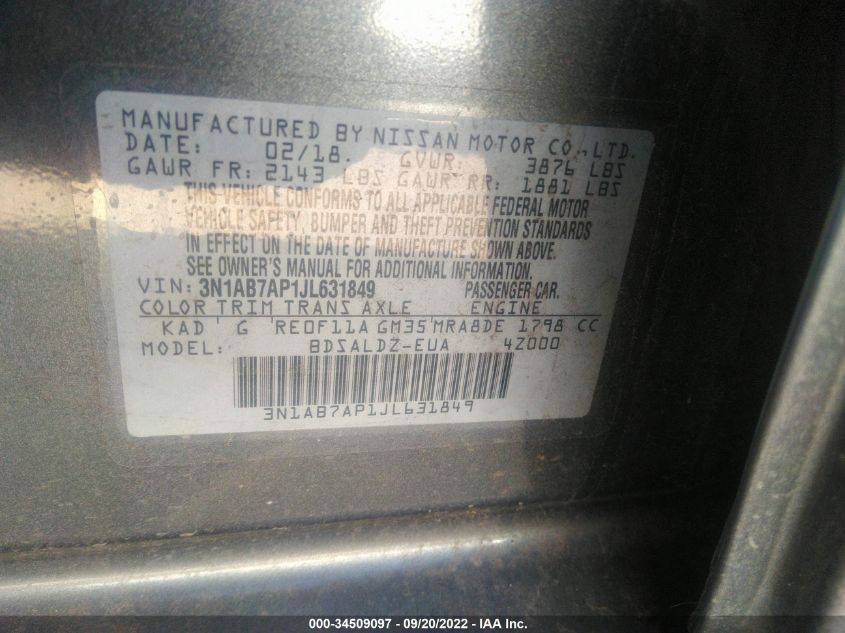 MANUFACTURED BY NISSAN MOTOR CO.,LTD.
DATE: 02/18. GVWR. 3876 LBS
GAWR FR: 2143 LBS GAWR RR: 1881 LBS
THIS VEHICLE CONFORMS TO ALL APPLICABLE FEDERAL MOTOR
VEHICLE SAFETY, BUMPER AND THEFT PREVENTION STANDARDS
IN EFFECT ON THE DATE OF MANUFACTURE SHOWN ABOVE.
SEE OWNER'S MANUAL FOR ADDITIONAL INFORMATION.
VIN: 3N1AB7AP1JL631849 PASSENGER CAR.
COLOR TRIM TRANS AXLE ENGINE
KAD G RE0F11A GM35 MRA8DE 1798 CC
MODEL: BDSALDZ-EUA 4Z000
3N1AB7AP1JL631849
000-34509097 - 09/20/2022 - IAA Inc.